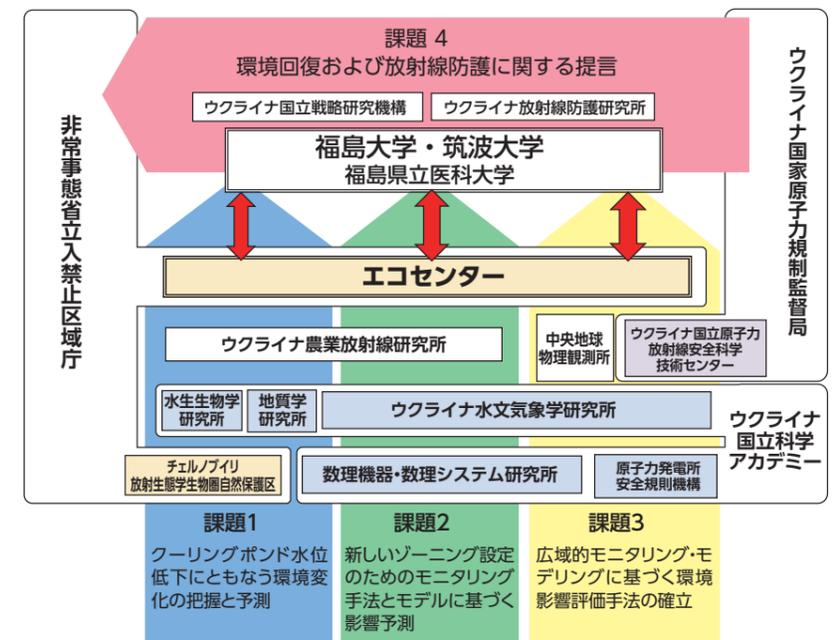 課題 4
環境回復および放射線防護に関する提言
ウクライナ国立戦略研究機構
ウクライナ放射線防護研究所
福島大学・筑波大学
福島県立医科大学
非常事態省立入禁止区域庁
ウクライナ国家原子力規制監督局
エコセンター
ウクライナ農業放射線研究所
中央地球
物理観測所
ウクライナ国立原子力
放射線安全科学
技術センター
水生生物学
研究所
地質学
研究所
ウクライナ水文気象学研究所
ウクライナ
国立科学
アカデミー
チェルノブイリ
放射生態学生物圏自然保護区
数理機器・数理システム研究所
原子力発電所
安全規則機構
課題1
クーリングポンド水位
低下にともなう環境変
化の把握と予測
課題2
新しいゾーニング設定
のためのモニタリング
手法とモデルに基づく
影響予測
課題3
広域的モニタリング・モ
デリングに基づく環境
影響評価手法の確立